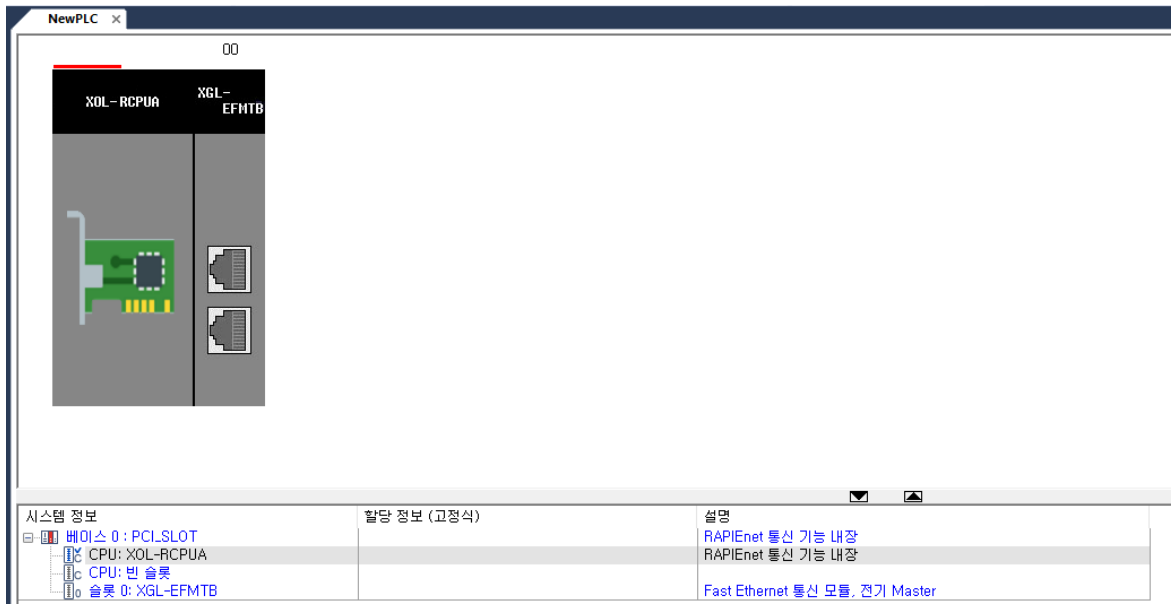 NewPLC ×
00
XOL-RCPUA
XGL-
EFMTB
시스템 정보 할당 정보 (고정식) 설명
베이스 0 : PCI_SLOT RAPIEnet 통신 기능 내장
CPU: XOL-RCPUA RAPIEnet 통신 기능 내장
CPU: 빈 슬롯
슬롯 0: XGL-EFMTB Fast Ethernet 통신 모듈, 전기 Master